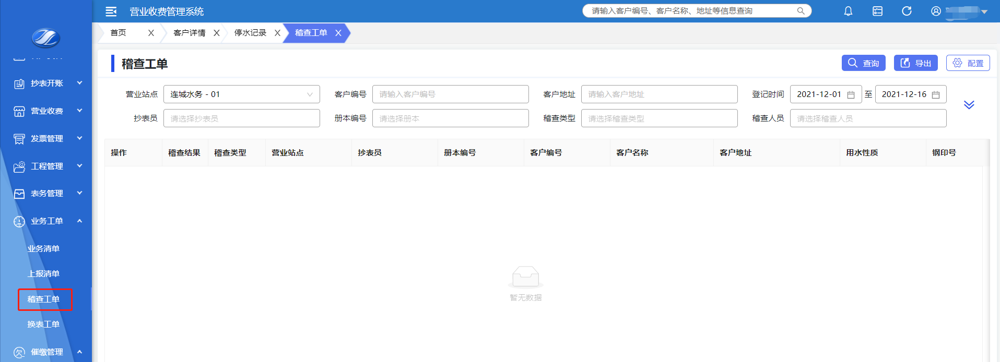 营业收费管理系统
请输入客户编号、客户名称、地址等信息查询
首页 X
客户详情 X
停水记录 X
稽查工单 X
抄表开账
营业收费
发票管理
工程管理
表务管理
业务工单
业务清单
上报清单
稽查工单
换表工单
欠 催缴管理
稽查工单
查询 导出 配置
营业站点 连城水务 - 01 客户编号 请输入客户编号 客户地址 请输入客户地址 登记时间 2021-12-01 至 2021-12-16
抄表员 请选择抄表员 册本编号 请选择册本 稽查类型 请选择稽查类型 稽查人员 请选择稽查人员
操作 稽查结果 稽查类型 营业站点 抄表员 册本编号 客户编号 客户名称 客户地址 用水性质 钢印号
暂无数据